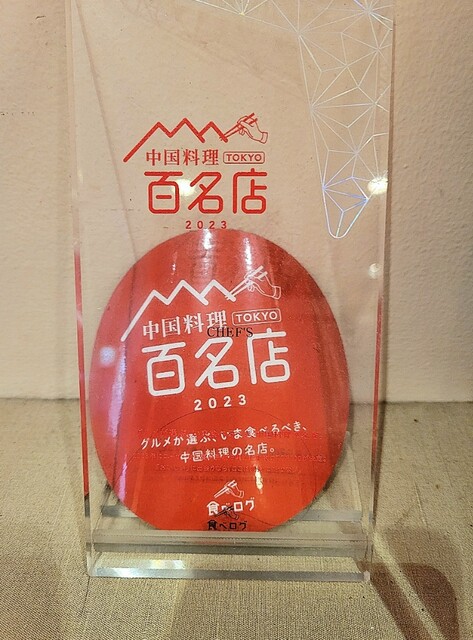 中国料理 TOKYO
百名店
2023
中国料理 TOKYO
CHEF'S
百名店
2023
グルメが選ぶ、いま食べるべき、
中国料理の名店。
食べログ
食べログ